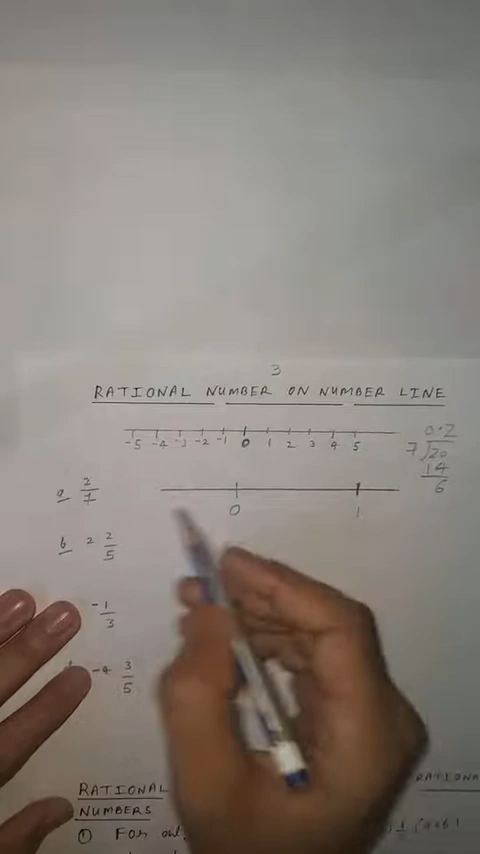 3
RATIONAL NUMBER ON NUMBER LINE
-5 -4 -3 -2 -1 0 1 2 3 4 5
0.2
7 √20
14
6
a 2/7
0 1
b 2 2/5
-1/3
-4 3/5
RATIONAL
NUMBERS
① For
RATIONA